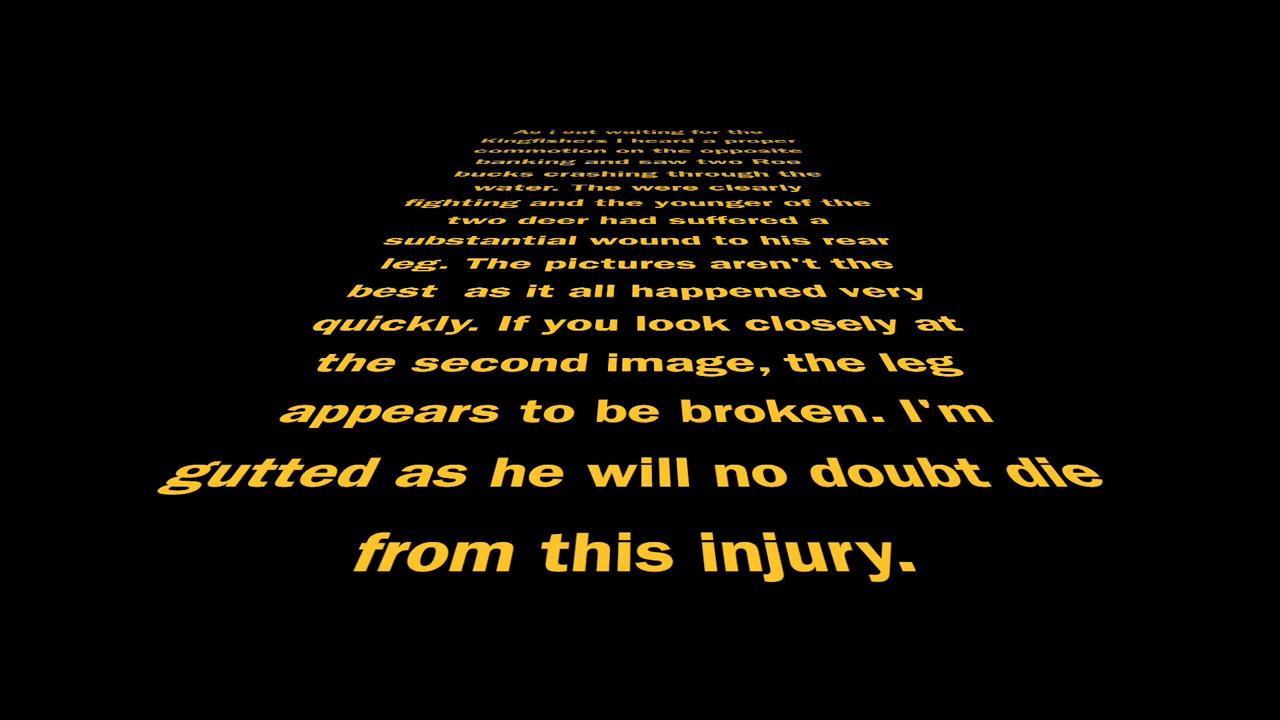 As i sat waiting for the
Kingfishers I heard a proper
commotion on the opposite
banking and saw two Roe
bucks crashing through the
water. The were clearly
fighting and the younger of the
two deer had suffered a
substantial wound to his rear
leg. The pictures aren't the
best  as it all happened very
quickly. If you look closely at
the second image, the leg
appears to be broken. I'm
gutted as he will no doubt die
from this injury.